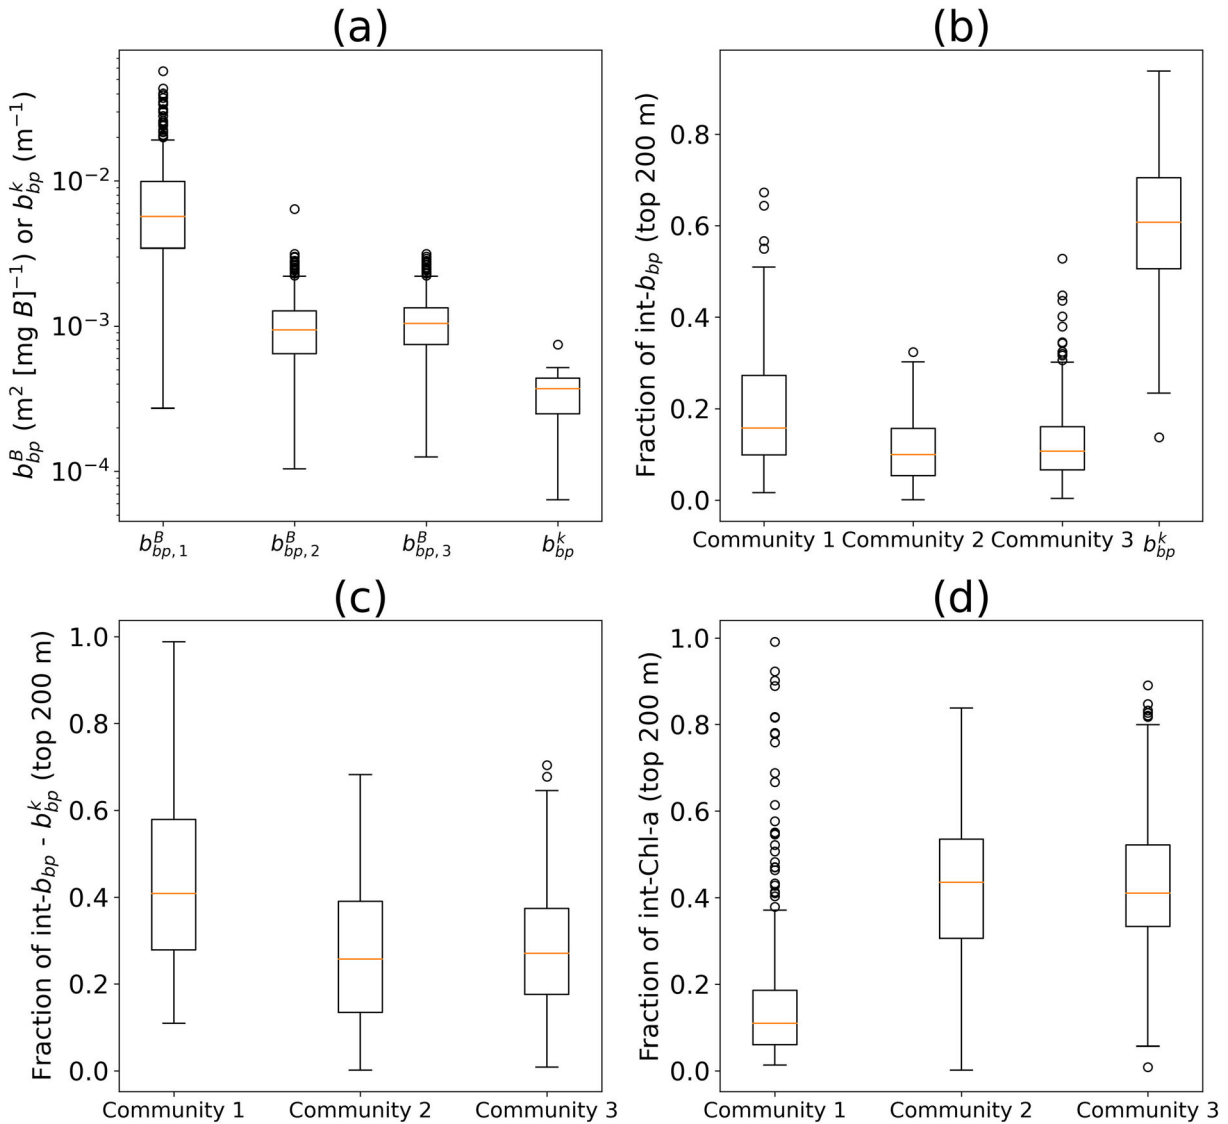 (a)
b_bp^B (m² [mg B]⁻¹) or b_bp^k (m⁻¹)
10⁻²
10⁻³
10⁻⁴
b_bp,1^B b_bp,2^B b_bp,3^B b_bp^k
(b)
Fraction of int-b_bp (top 200 m)
0.8
0.6
0.4
0.2
0.0
Community 1 Community 2 Community 3 b_bp^k
(c)
Fraction of int-b_bp - b_bp^k (top 200 m)
1.0
0.8
0.6
0.4
0.2
0.0
Community 1 Community 2 Community 3
(d)
Fraction of int-Chl-a (top 200 m)
1.0
0.8
0.6
0.4
0.2
0.0
Community 1 Community 2 Community 3